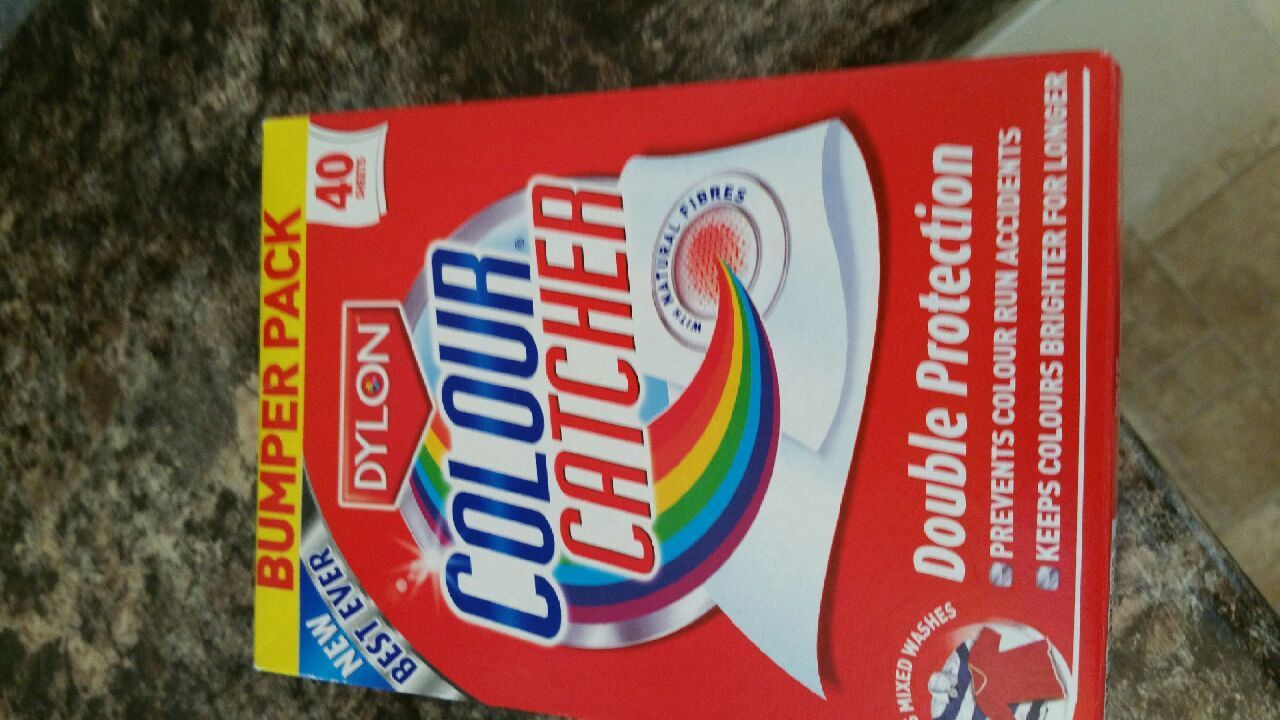 BUMPER PACK
40
SHEETS
NEW
BEST EVER
DYLON
COLOUR®
CATCHER
WITH NATURAL FIBRES
Double Protection
PREVENTS COLOUR RUN ACCIDENTS
KEEPS COLOURS BRIGHTER FOR LONGER
MIXED WASHES